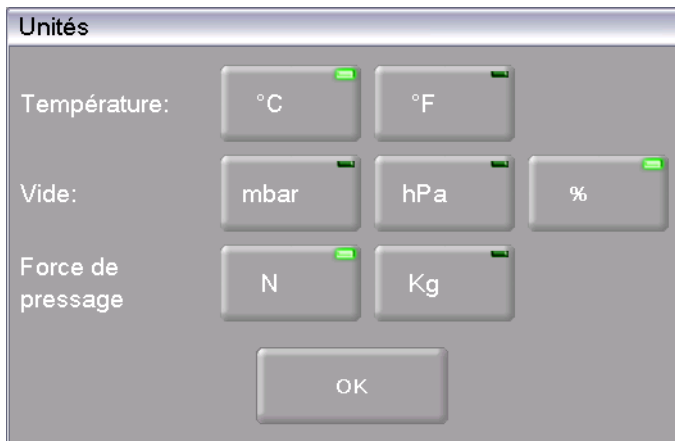 Unités
Température: °C °F
Vide: mbar hPa %
Force de
pressage N Kg
OK